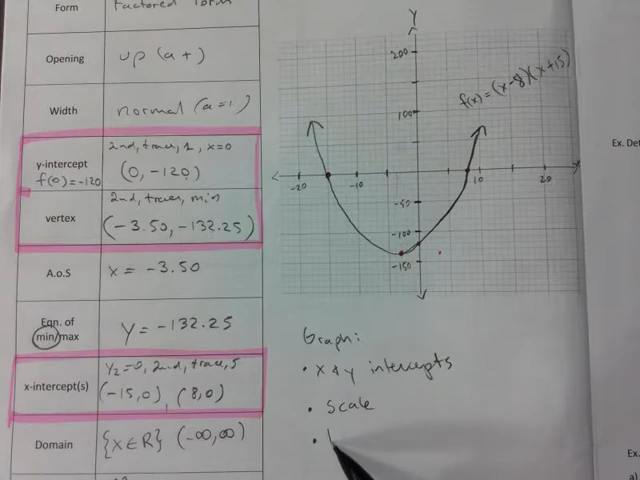 Form
Factored form
Opening
up (a+)
Width
normal (a=1)
y-intercept
f(0)=-120
2nd, trace, 1, x=0
(0, -120)
vertex
2nd, trace, min
(-3.50, -132.25)
A.o.S
x = -3.50
Eqn. of
min/max
y = -132.25
x-intercept(s)
Y₂=0, 2nd, trace, 5
(-15,0), (8,0)
Domain
{x∈R} (-∞,∞)
Y
200
100
-20
-10
10
20
-50
-100
-150
f(x)=(x-8)(x+15)
Graph:
• x & y intercepts
• scale
•
Ex. Det
Ex.
a)